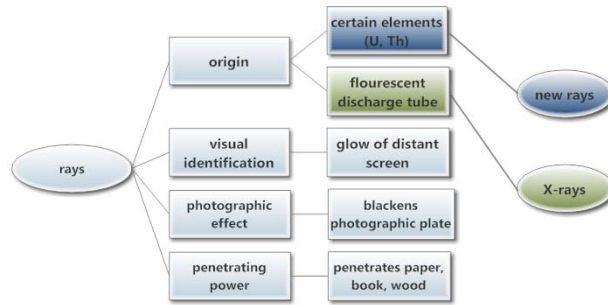 certain elements
(U, Th)
origin
flourescent
discharge tube
new rays
visual
identification
glow of distant
screen
rays
X-rays
photographic
effect
blackens
photographic plate
penetrating
power
penetrates paper,
book, wood